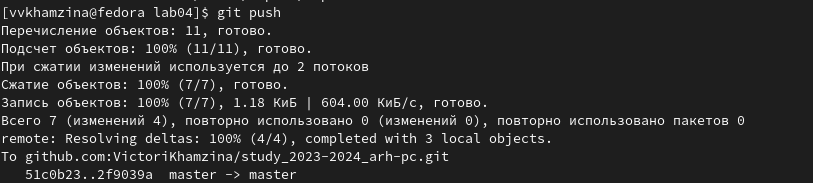 [vvkhamzina@fedora lab04]$ git push
Перечисление объектов: 11, готово.
Подсчет объектов: 100% (11/11), готово.
При сжатии изменений используется до 2 потоков
Сжатие объектов: 100% (7/7), готово.
Запись объектов: 100% (7/7), 1.18 КиБ | 604.00 КиБ/с, готово.
Всего 7 (изменений 4), повторно использовано 0 (изменений 0), повторно использовано пакетов 0
remote: Resolving deltas: 100% (4/4), completed with 3 local objects.
To github.com:VictoriKhamzina/study_2023-2024_arh-pc.git
   51c0b23..2f9039a  master -> master